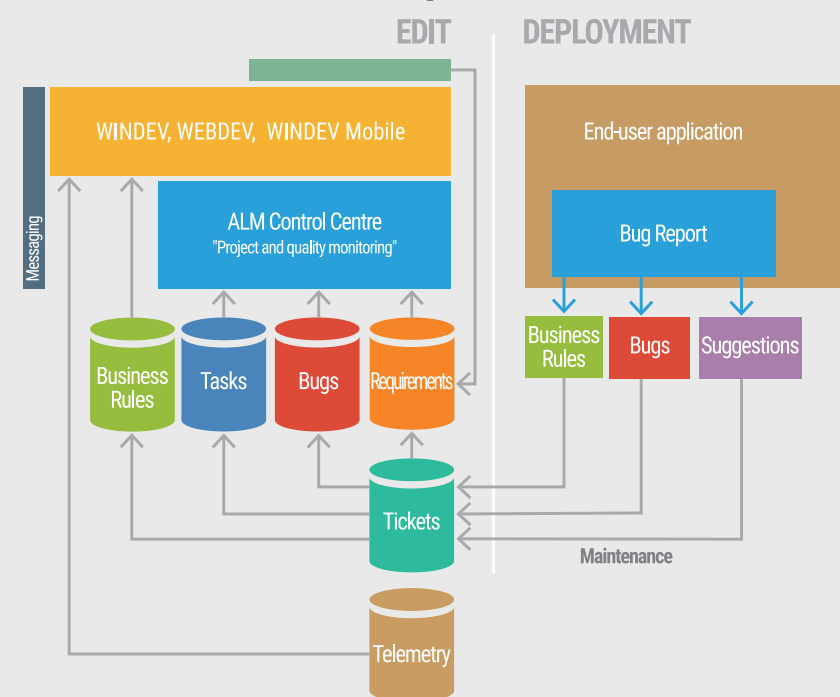 EDIT
DEPLOYMENT
WINDEV, WEBDEV, WINDEV Mobile
End-user application
Messaging
ALM Control Centre
"Project and quality monitoring"
Bug Report
Business
Rules
Tasks
Bugs
Requirements
Business
Rules
Bugs
Suggestions
Tickets
Maintenance
Telemetry